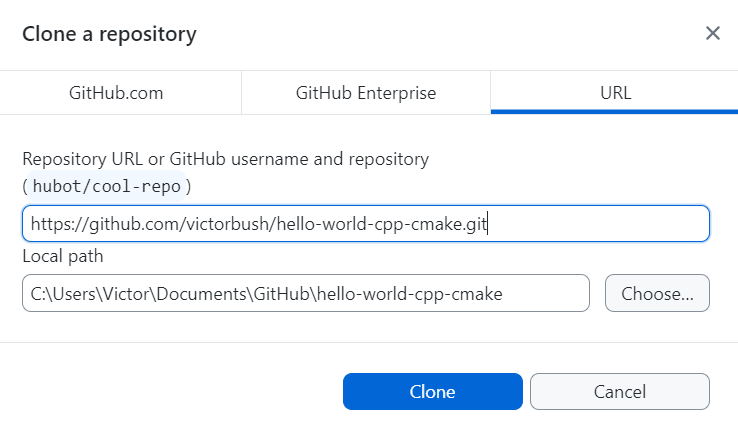 Clone a repository
GitHub.com
GitHub Enterprise
URL
Repository URL or GitHub username and repository
(hubot/cool-repo)
https://github.com/victorbush/hello-world-cpp-cmake.git
Local path
C:\Users\Victor\Documents\GitHub\hello-world-cpp-cmake
Choose...
Clone
Cancel